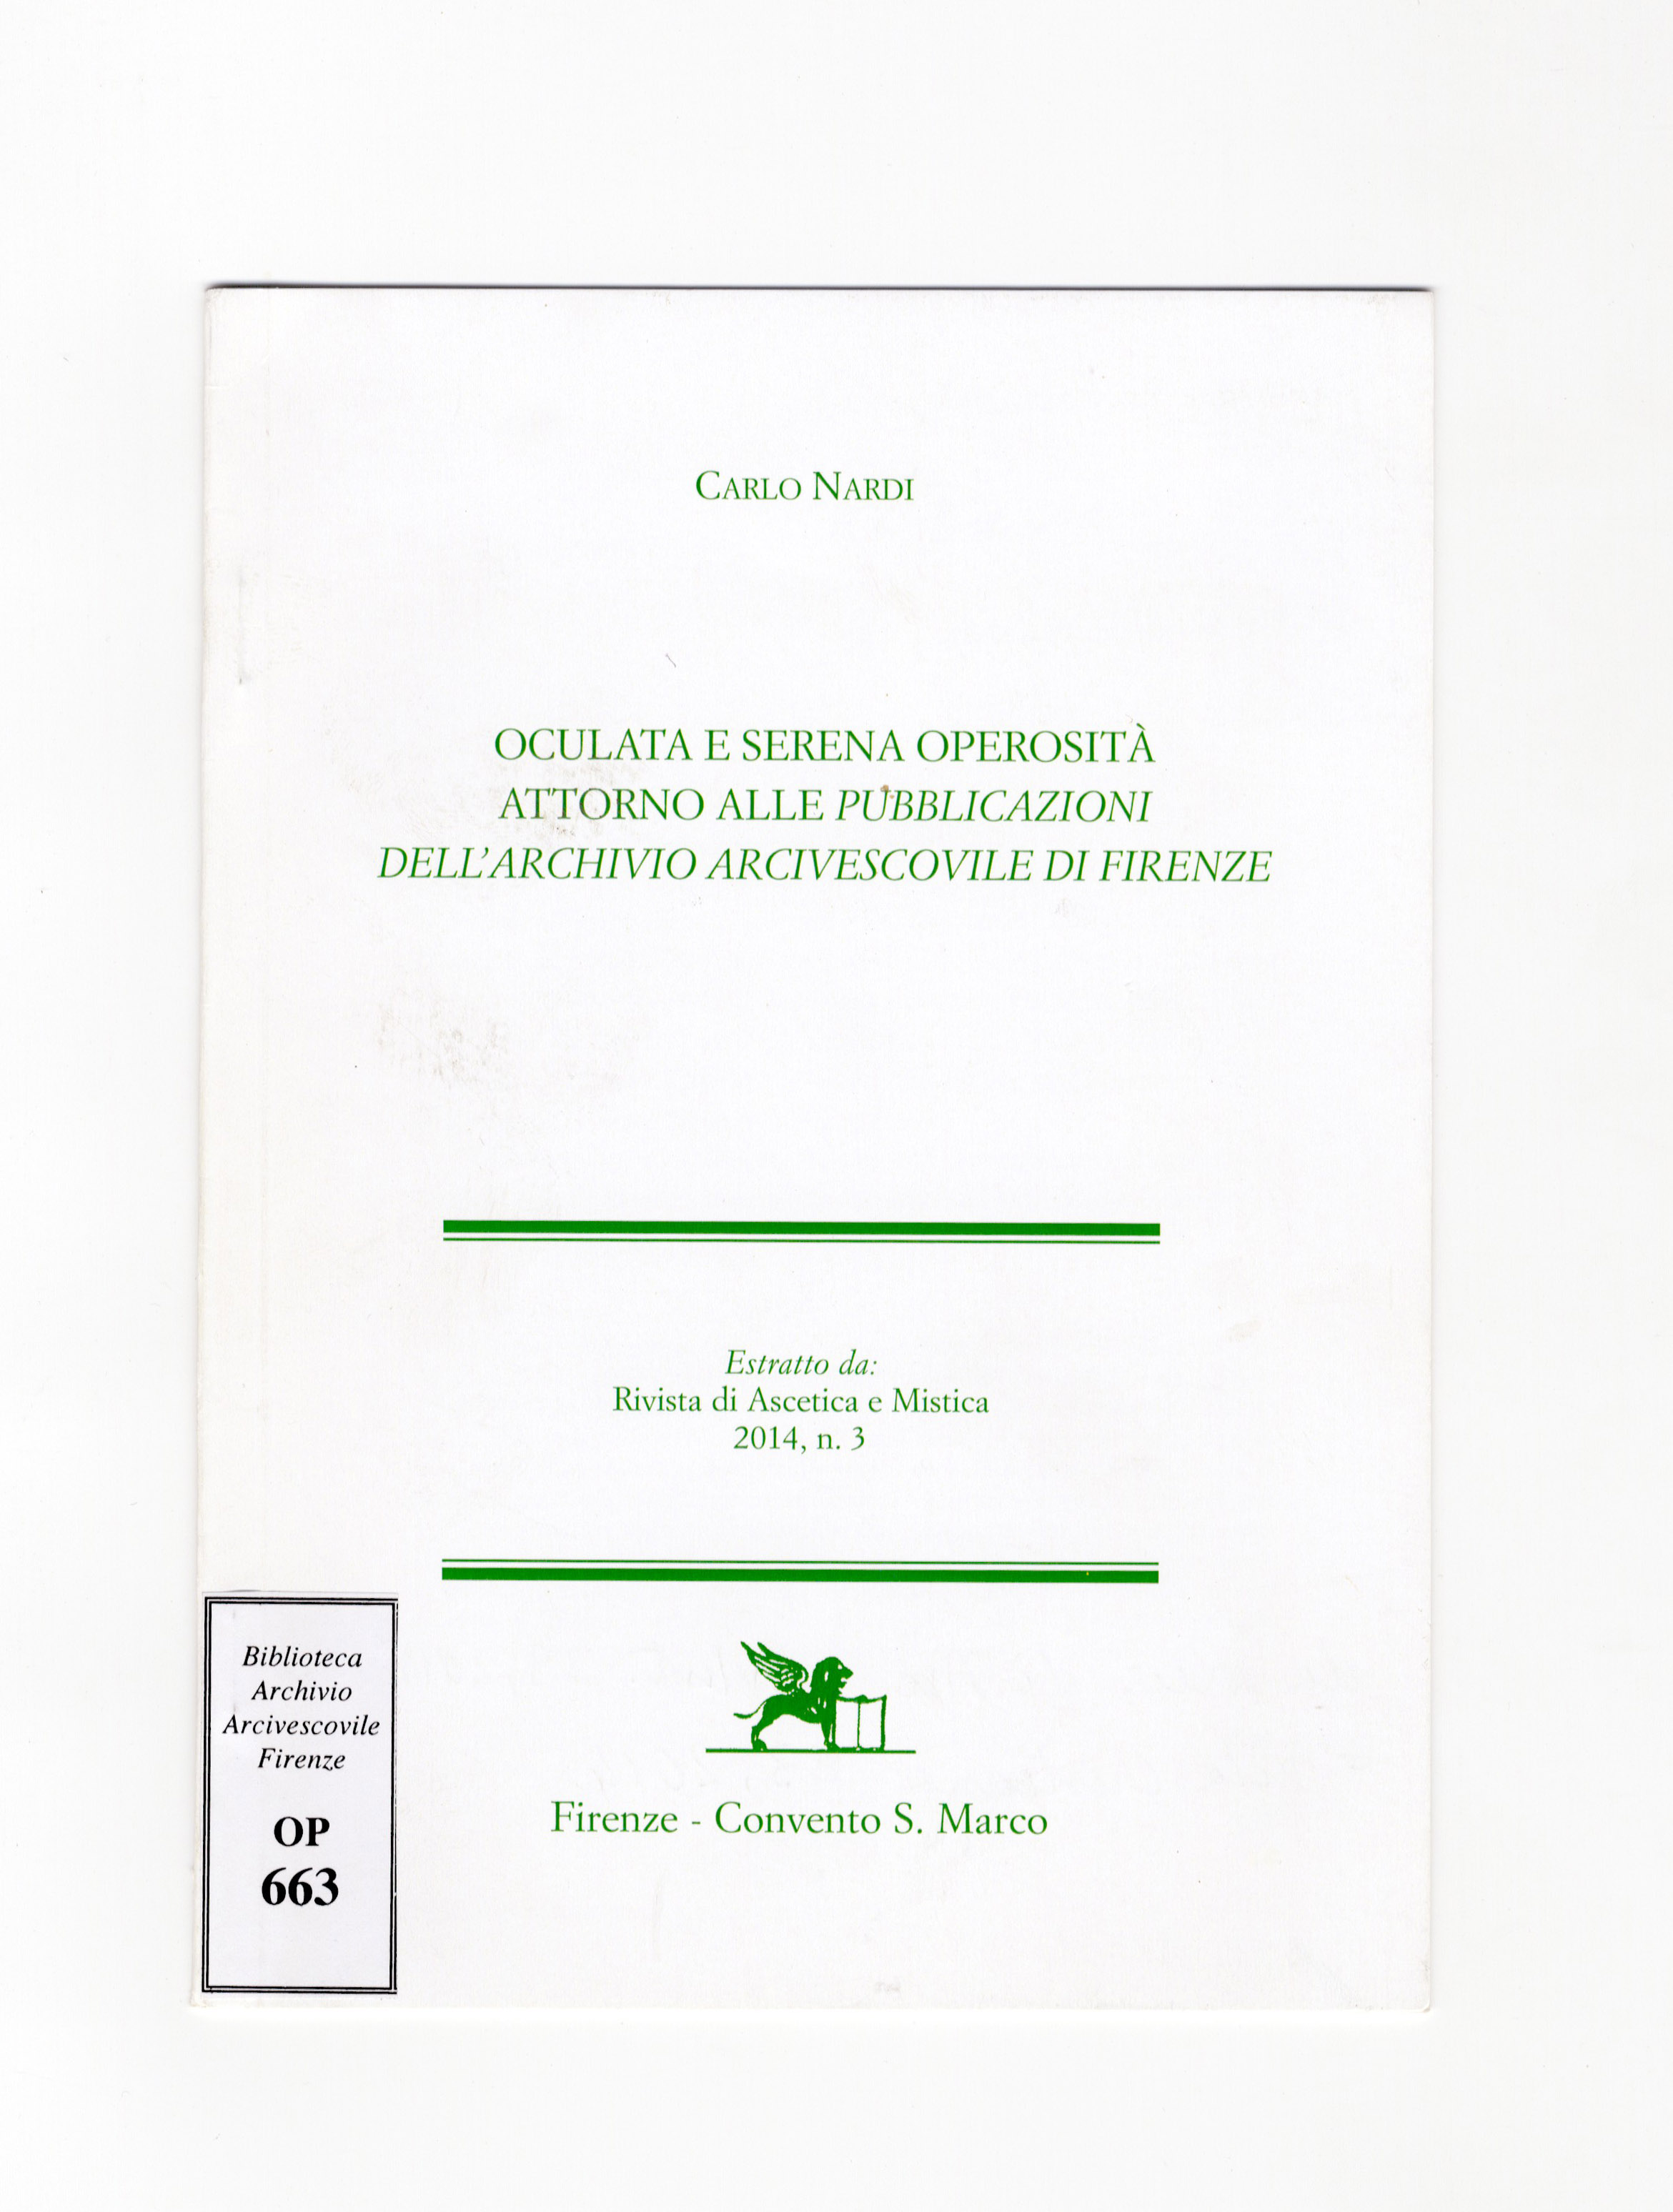 CARLO NARDI
OCULATA E SERENA OPEROSITÀ
ATTORNO ALLE PUBBLICAZIONI
DELL'ARCHIVIO ARCIVESCOVILE DI FIRENZE
Estratto da:
Rivista di Ascetica e Mistica
2014, n. 3
Firenze - Convento S. Marco
Biblioteca
Archivio
Arcivescovile
Firenze
OP
663